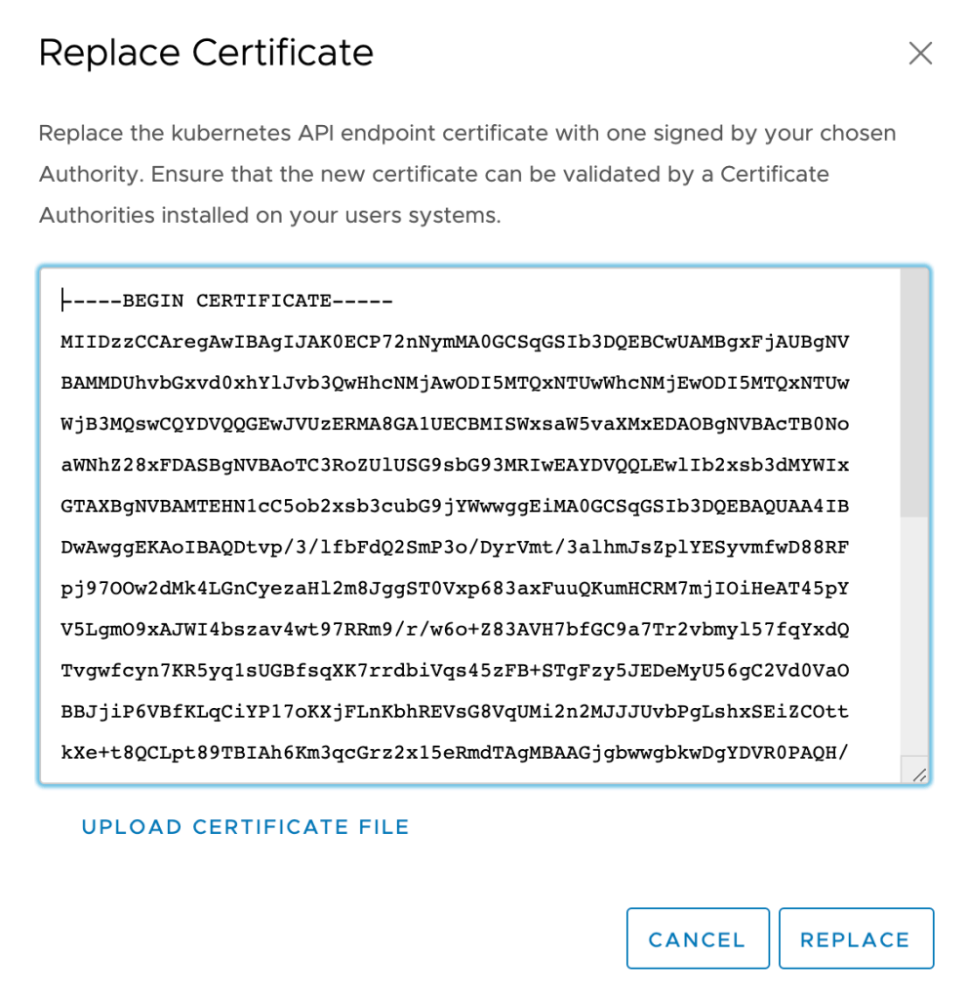 Replace Certificate
Replace the kubernetes API endpoint certificate with one signed by your chosen
Authority. Ensure that the new certificate can be validated by a Certificate
Authorities installed on your users systems.
-----BEGIN CERTIFICATE-----
MIIDzzCCAregAwIBAgIJAK0ECP72nNymMA0GCSqGSIb3DQEBCwUAMBgxFjAUBgNV
BAMMDUhvbGxvd0xhYlJvb3QwHhcNMjAwODI5MTQxNTUwWhcNMjEwODI5MTQxNTUw
WjB3MQswCQYDVQQGEwJVUzERMA8GA1UECBMISWxsaW5vaXMxEDAOBgNVBAcTB0No
aWNhZ28xFDASBgNVBAoTC3RoZUlUSG9sbG93MRIwEAYDVQQLEwlIb2xsb3dMYWIx
GTAXBgNVBAMTEHN1cC5ob2xsb3cubG9jYWwwggEiMA0GCSqGSIb3DQEBAQUAA4IB
DwAwggEKAoIBAQDtvp/3/lfbFdQ2SmP3o/DyrVmt/3alhmJsZplYESyvmfwD88RF
pj97OOw2dMk4LGnCyezaHl2m8JggST0Vxp683axFuuQKumHCRM7mjIOiHeAT45pY
V5LgmO9xAJWI4bszav4wt97RRm9/r/w6o+Z83AVH7bfGC9a7Tr2vbmyl57fqYxdQ
Tvgwfcyn7KR5yq1sUGBfsqXK7rrdbiVqs45zFB+STgFzy5JEDeMyU56gC2Vd0VaO
BBJjiP6VBfKLqCiYP17oKXjFLnKbhREVsG8VqUMi2n2MJJJUvbPgLshxSEiZCOtt
kXe+t8QCLpt89TBIAh6Km3qcGrz2x15eRmdTAgMBAAGjgbwwgbkwDgYDVR0PAQH/
UPLOAD CERTIFICATE FILE
CANCEL
REPLACE